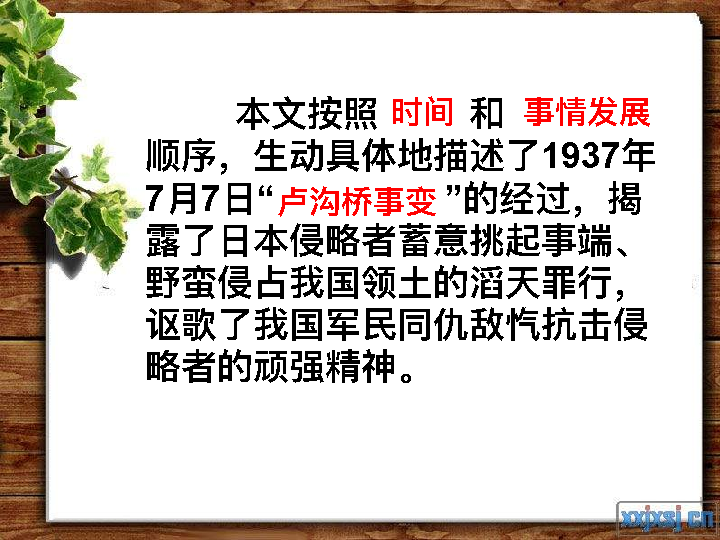 本文按照 时间 和 事情发展
顺序，生动具体地描述了1937年
7月7日“卢沟桥事变”的经过，揭
露了日本侵略者蓄意挑起事端、
野蛮侵占我国领土的滔天罪行，
讴歌了我国军民同仇敌忾抗击侵
略者的顽强精神。
xxjxsj.cn